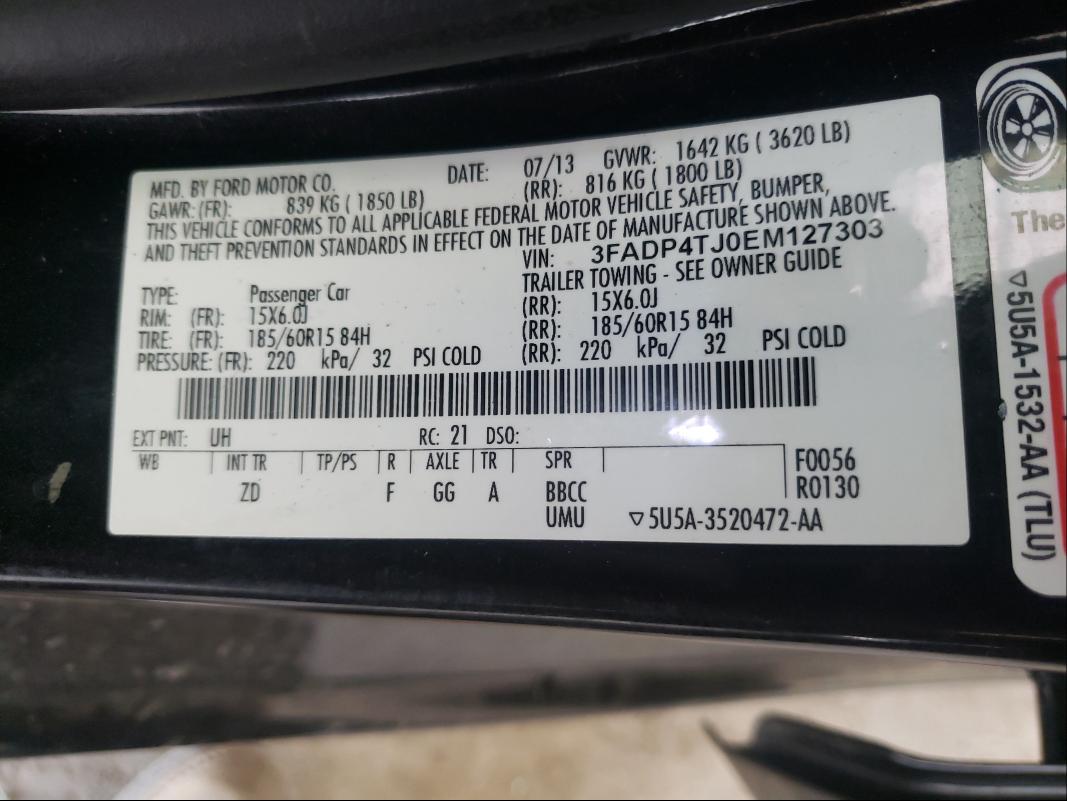 MFD. BY FORD MOTOR CO. DATE: 07/13 GVWR: 1642 KG ( 3620 LB)
GAWR: (FR): 839 KG ( 1850 LB) (RR): 816 KG ( 1800 LB)
THIS VEHICLE CONFORMS TO ALL APPLICABLE FEDERAL MOTOR VEHICLE SAFETY, BUMPER,
AND THEFT PREVENTION STANDARDS IN EFFECT ON THE DATE OF MANUFACTURE SHOWN ABOVE.
VIN: 3FADP4TJ0EM127303
TRAILER TOWING - SEE OWNER GUIDE
TYPE: Passenger Car
RIM: (FR): 15X6.0J (RR): 15X6.0J
TIRE: (FR): 185/60R15 84H (RR): 185/60R15 84H
PRESSURE: (FR): 220 kPa/ 32 PSI COLD (RR): 220 kPa/ 32 PSI COLD
EXT PNT: UH RC: 21 DSO:
WB INT TR TP/PS R AXLE TR SPR F0056
ZD F GG A BBCC R0130
UMU ▽5U5A-3520472-AA
The
▽5U5A-1532-AA (TLU)